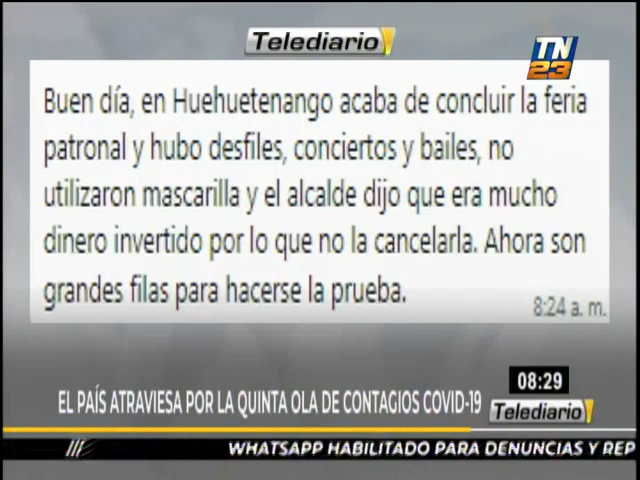 Telediario
TN
23
Buen día, en Huehuetenango acaba de concluir la feria
patronal y hubo desfiles, conciertos y bailes, no
utilizaron mascarilla y el alcalde dijo que era mucho
dinero invertido por lo que no la cancelarla. Ahora son
grandes filas para hacerse la prueba.
8:24 a. m.
08:29
EL PAÍS ATRAVIESA POR LA QUINTA OLA DE CONTAGIOS COVID-19
Telediario
WHATSAPP HABILITADO PARA DENUNCIAS Y REP